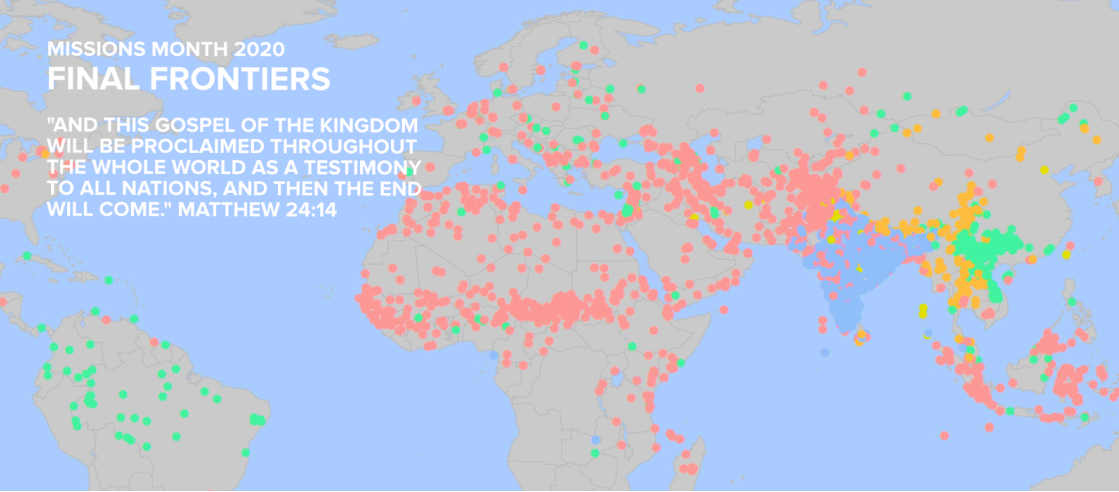 MISSIONS MONTH 2020
FINAL FRONTIERS
"AND THIS GOSPEL OF THE KINGDOM
WILL BE PROCLAIMED THROUGHOUT
THE WHOLE WORLD AS A TESTIMONY
TO ALL NATIONS, AND THEN THE END
WILL COME." MATTHEW 24:14